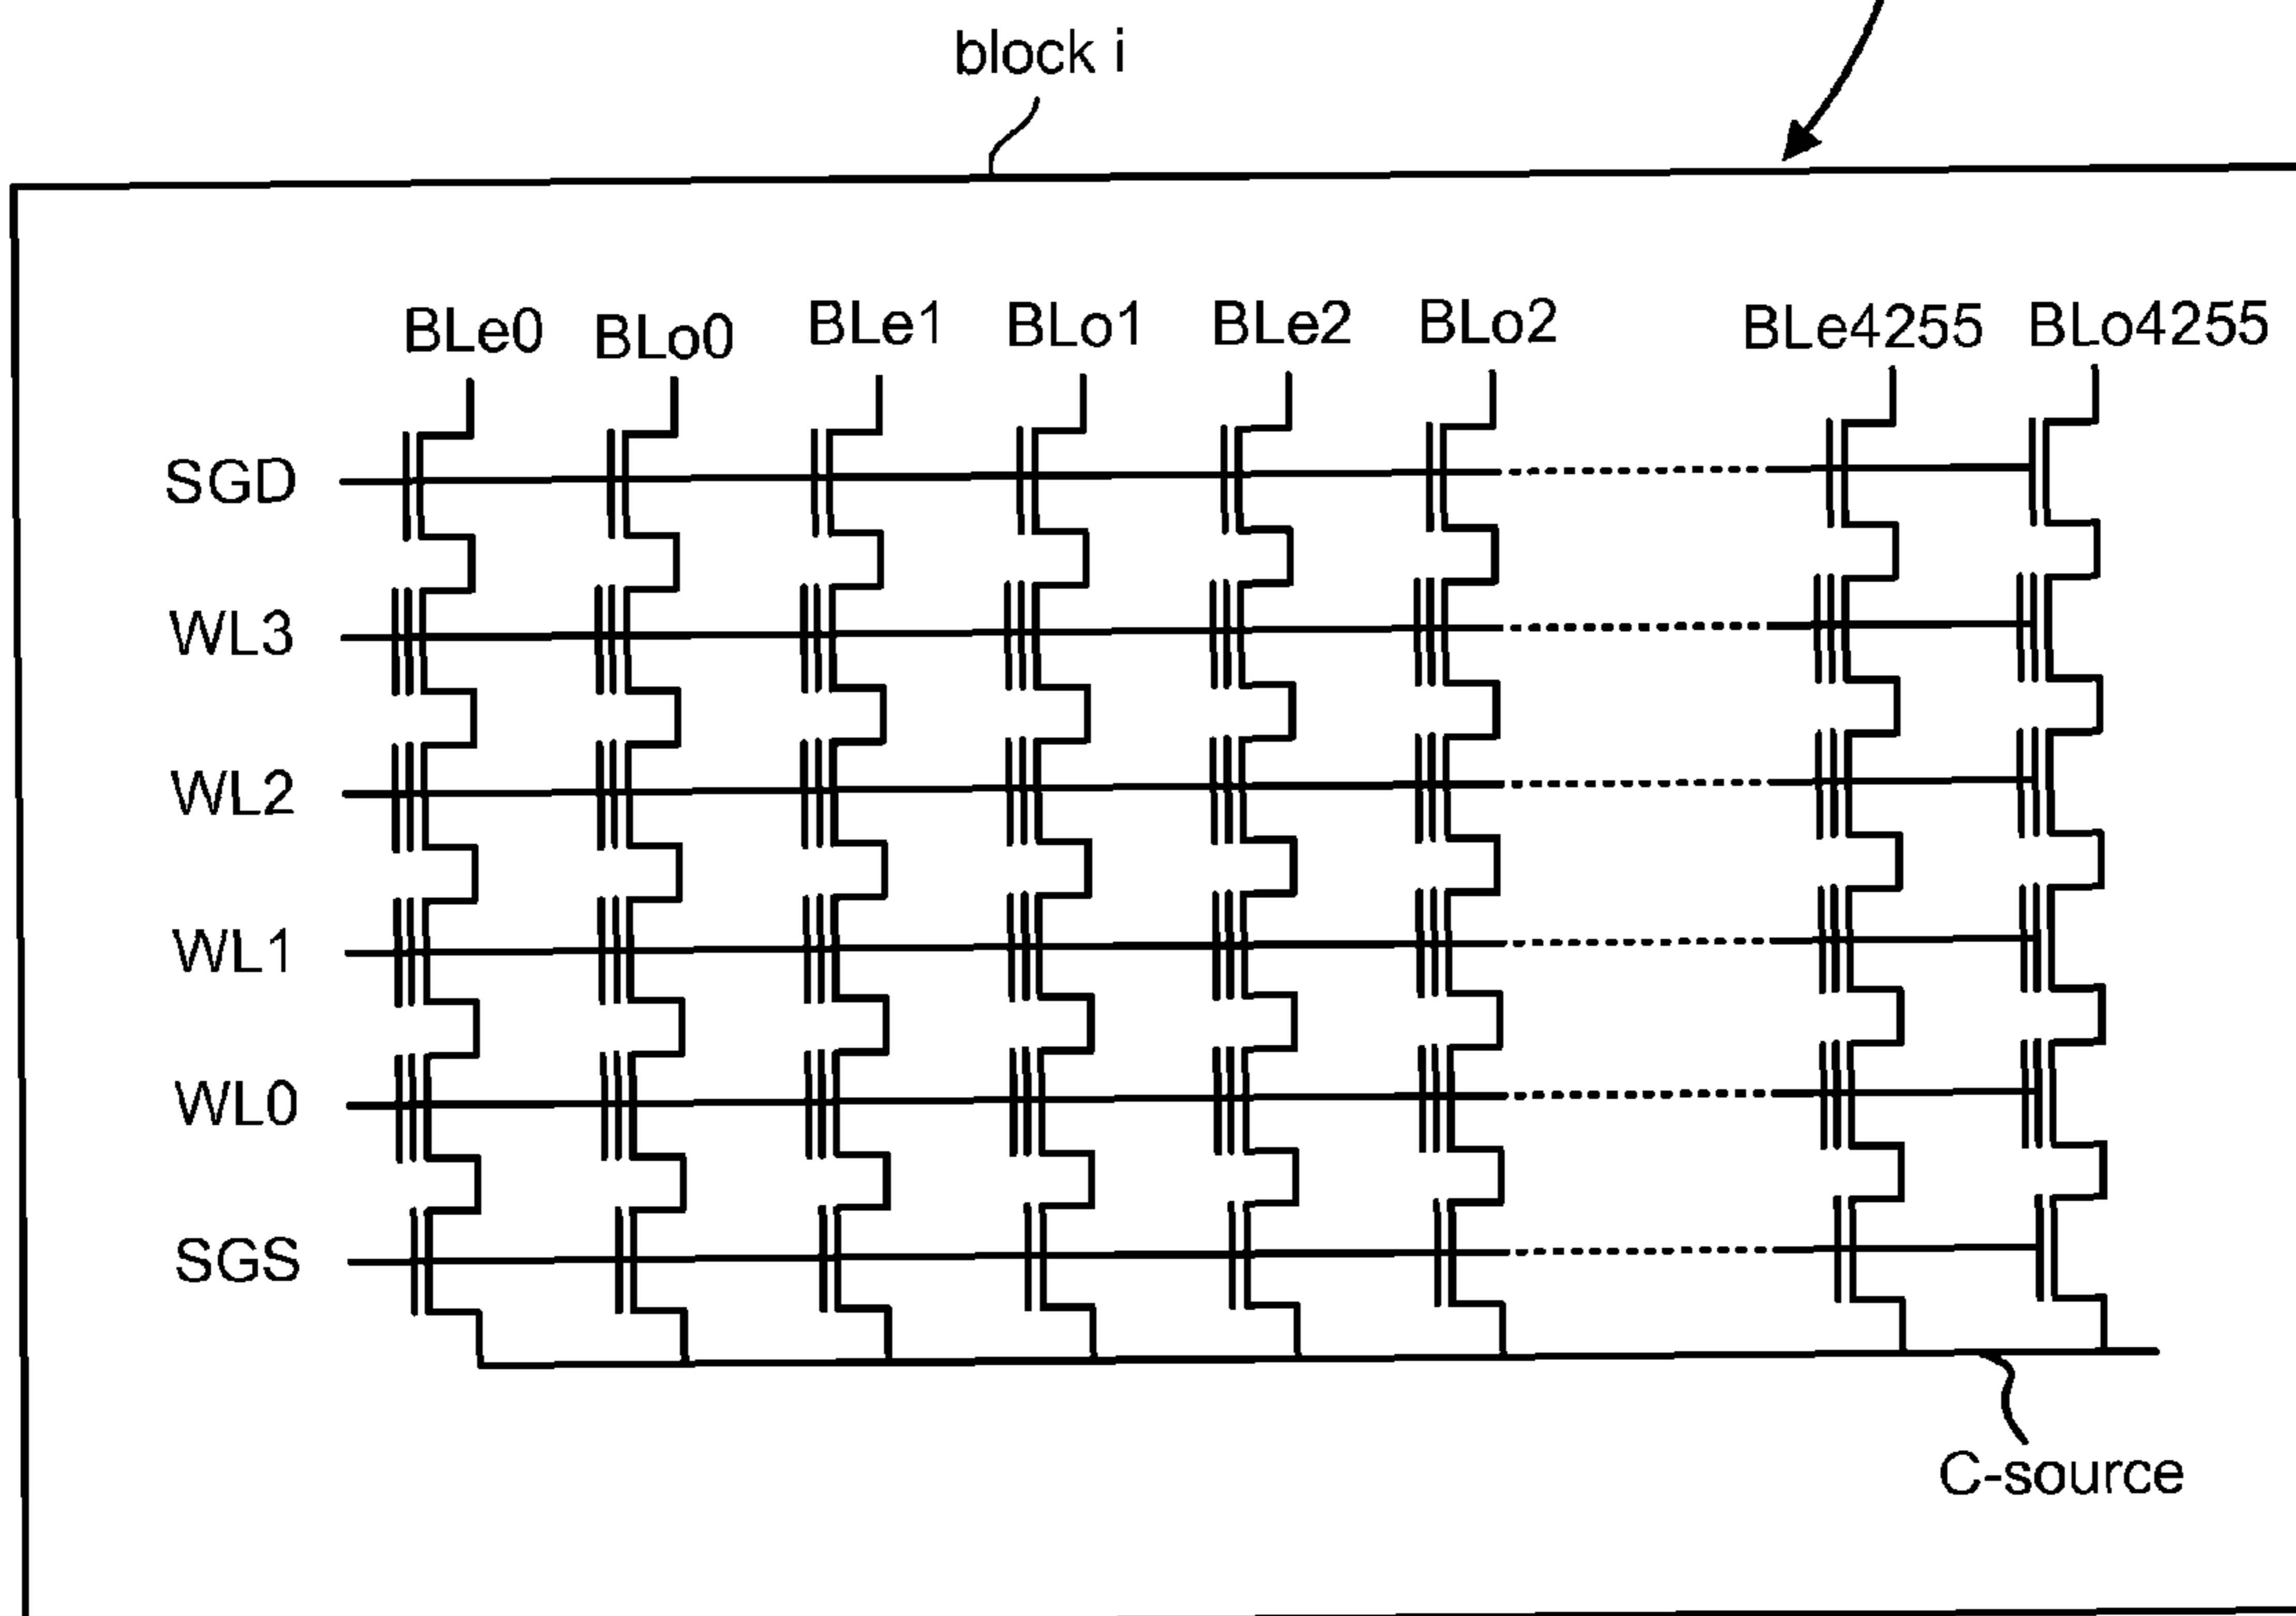 block i
BLe0 BLo0 BLe1 BLo1 BLe2 BLo2 BLe4255 BLo4255
SGD
WL3
WL2
WL1
WL0
SGS
C-source